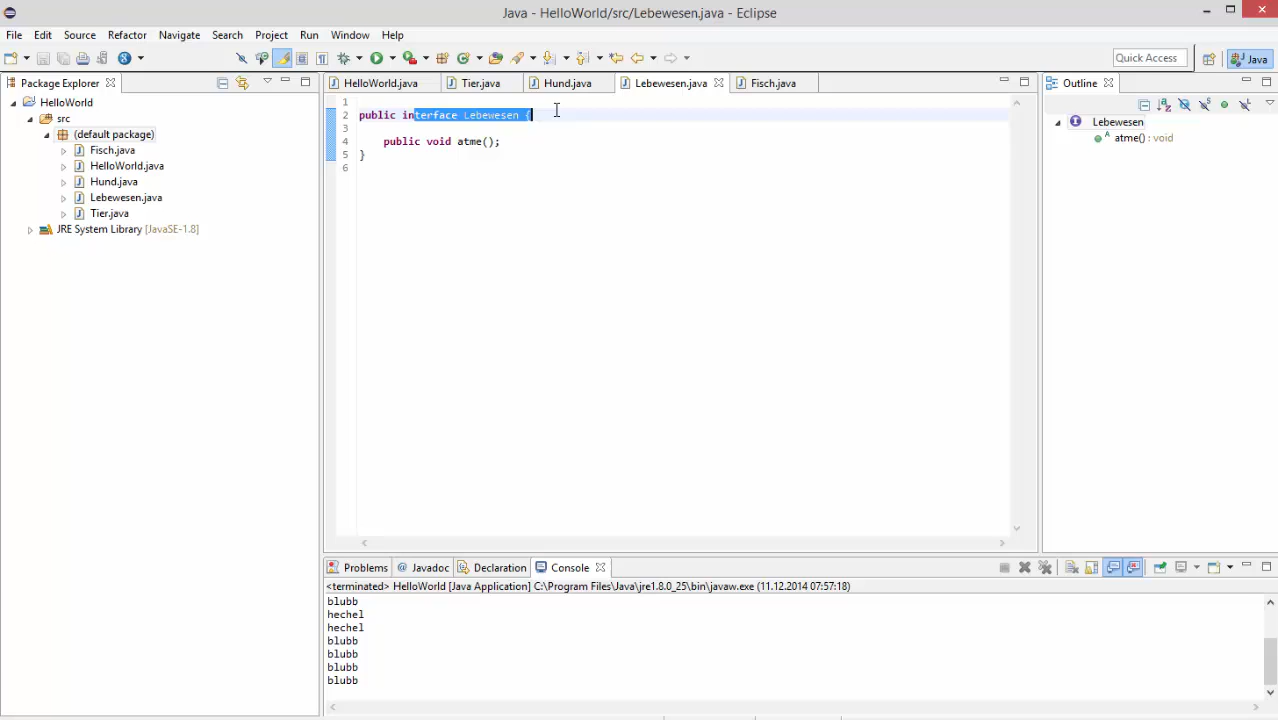 Java - HelloWorld/src/Lebewesen.java - Eclipse
File Edit Source Refactor Navigate Search Project Run Window Help
Quick Access Java
Package Explorer
HelloWorld
src
(default package)
Fisch.java
HelloWorld.java
Hund.java
Lebewesen.java
Tier.java
JRE System Library [JavaSE-1.8]
HelloWorld.java Tier.java Hund.java Lebewesen.java Fisch.java
1
2 public interface Lebewesen {
3
4 public void atme();
5 }
6
Outline
Lebewesen
atme() : void
Problems @ Javadoc Declaration Console
<terminated> HelloWorld [Java Application] C:\Program Files\Java\jre1.8.0_25\bin\javaw.exe (11.12.2014 07:57:18)
blubb
hechel
hechel
blubb
blubb
blubb
blubb